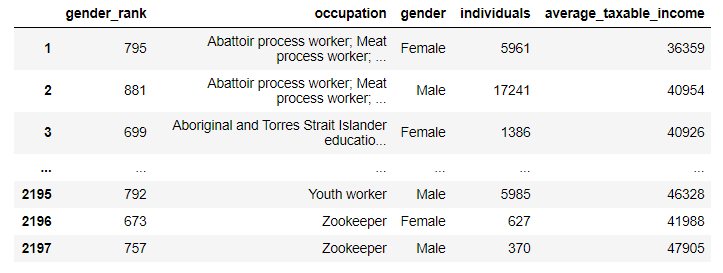 gender_rank occupation gender individuals average_taxable_income
1 795 Abattoir process worker; Meat process worker; ... Female 5961 36359
2 881 Abattoir process worker; Meat process worker; ... Male 17241 40954
3 699 Aboriginal and Torres Strait Islander educatio... Female 1386 40926
... ... ... ... ... ...
2195 792 Youth worker Male 5985 46328
2196 673 Zookeeper Female 627 41988
2197 757 Zookeeper Male 370 47905